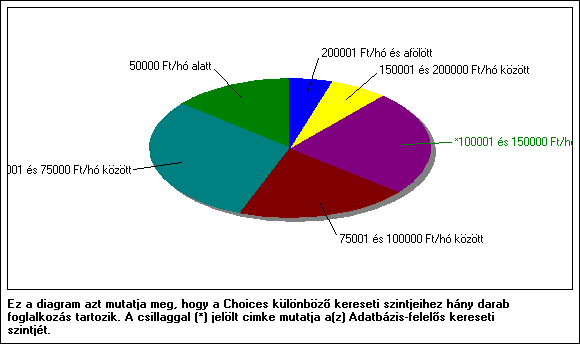 200001 Ft/hó és afölött
50000 Ft/hó alatt
150001 és 200000 Ft/hó között
*100001 és 150000 Ft/h
001 és 75000 Ft/hó között
75001 és 100000 Ft/hó között
Ez a diagram azt mutatja meg, hogy a Choices különböző kereseti szintjeihez hány darab
foglalkozás tartozik. A csillaggal (*) jelölt cimke mutatja a(z) Adatbázis-felelős kereseti
szintjét.